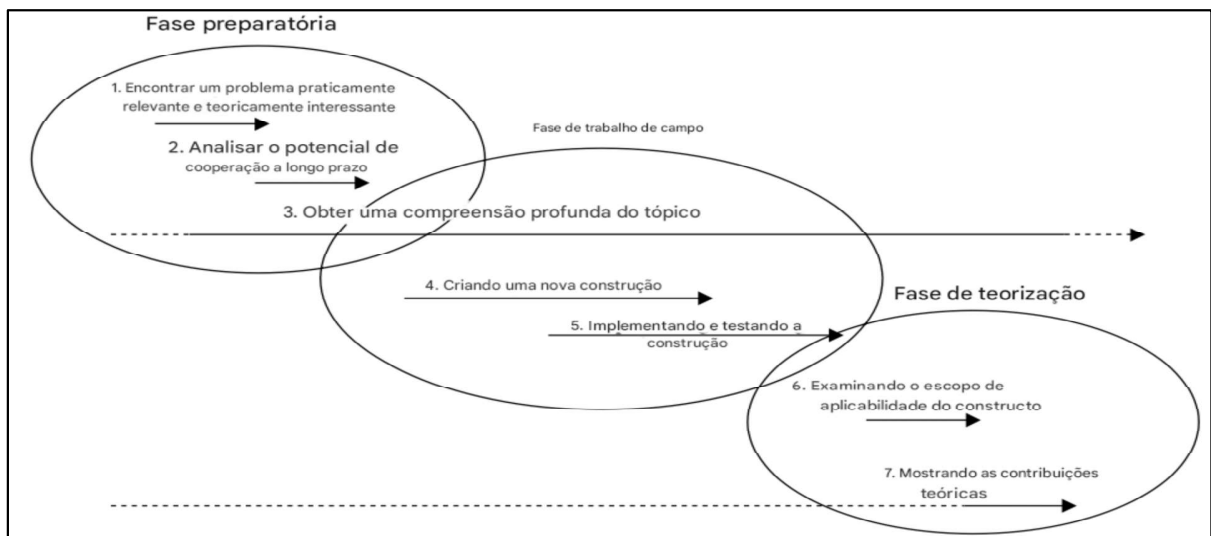 Fase preparatória
1. Encontrar um problema praticamente
relevante e teoricamente interessante
2. Analisar o potencial de
cooperação a longo prazo
Fase de trabalho de campo
3. Obter uma compreensão profunda do tópico
4. Criando uma nova construção
5. Implementando e testando a
construção
Fase de teorização
6. Examinando o escopo de
aplicabilidade do constructo
7. Mostrando as contribuições
teóricas